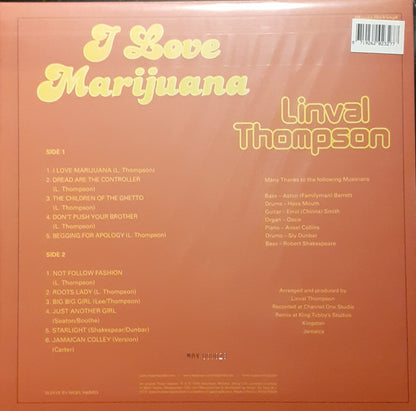 8 719262 023271
I Love
Marijuana
Linval
Thompson
SIDE 1
1. I LOVE MARIJUANA (L. Thompson)
2. DREAD ARE THE CONTROLLER
(L. Thompson)
3. THE CHILDREN OF THE GHETTO
(L. Thompson)
4. DON'T PUSH YOUR BROTHER
(L. Thompson)
5. BEGGING FOR APOLOGY (L. Thompson)
SIDE 2
1. NOT FOLLOW FASHION
(L. Thompson)
2. ROOTS LADY (L. Thompson)
3. BIG BIG GIRL (Lee/Thompson)
4. JUST ANOTHER GIRL
(Seaton/Boothe)
5. STARLIGHT (Shakespear/Dunbar)
6. JAMAICAN COLLEY (Version)
(Carter)
Many Thanks to the following Musicians
Bass – Aston (Familyman) Barrett
Drums – Hoss Mouth
Guitar – Errol (Chinna) Smith
Organ – Ossie
Piano – Ansel Collins
Drums – Sly Dunbar
Bass – Robert Shakespeare
Arranged and produced by
Linval Thompson
Recorded at Channel One Studio
Remix at King Tubby's Studios
Kingston
Jamaica